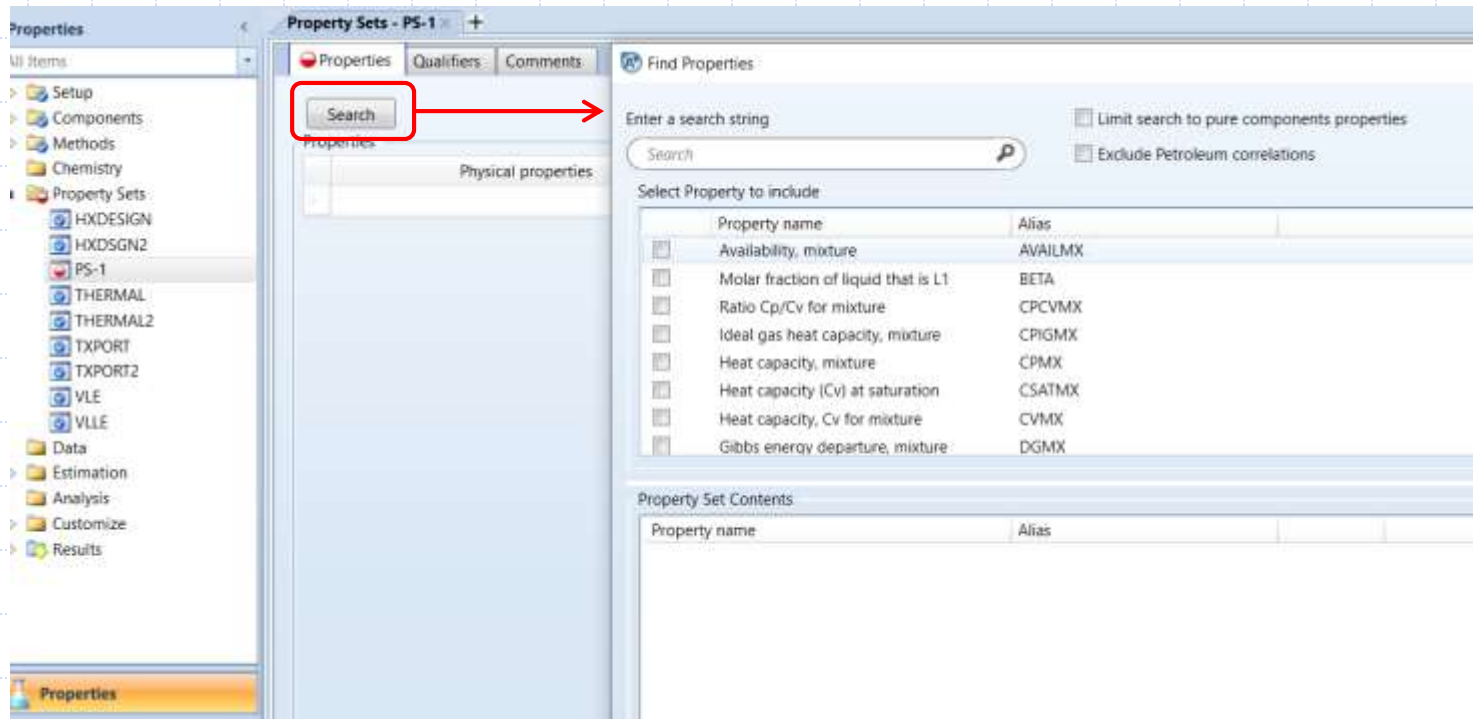 Properties
All Items
Setup
Components
Methods
Chemistry
Property Sets
HXDESIGN
HXDSGN2
PS-1
THERMAL
THERMAL2
TXPORT
TXPORT2
VLE
VLLE
Data
Estimation
Analysis
Customize
Results
Properties
Property Sets - PS-1 × +
Properties Qualifiers Comments
Search
Properties
Physical properties
Find Properties
Enter a search string
Limit search to pure components properties
Search
Exclude Petroleum correlations
Select Property to include
Property name Alias
Availability, mixture AVAILMX
Molar fraction of liquid that is L1 BETA
Ratio Cp/Cv for mixture CPCVMX
Ideal gas heat capacity, mixture CPIGMX
Heat capacity, mixture CPMX
Heat capacity (Cv) at saturation CSATMX
Heat capacity, Cv for mixture CVMX
Gibbs energy departure, mixture DGMX
Property Set Contents
Property name Alias